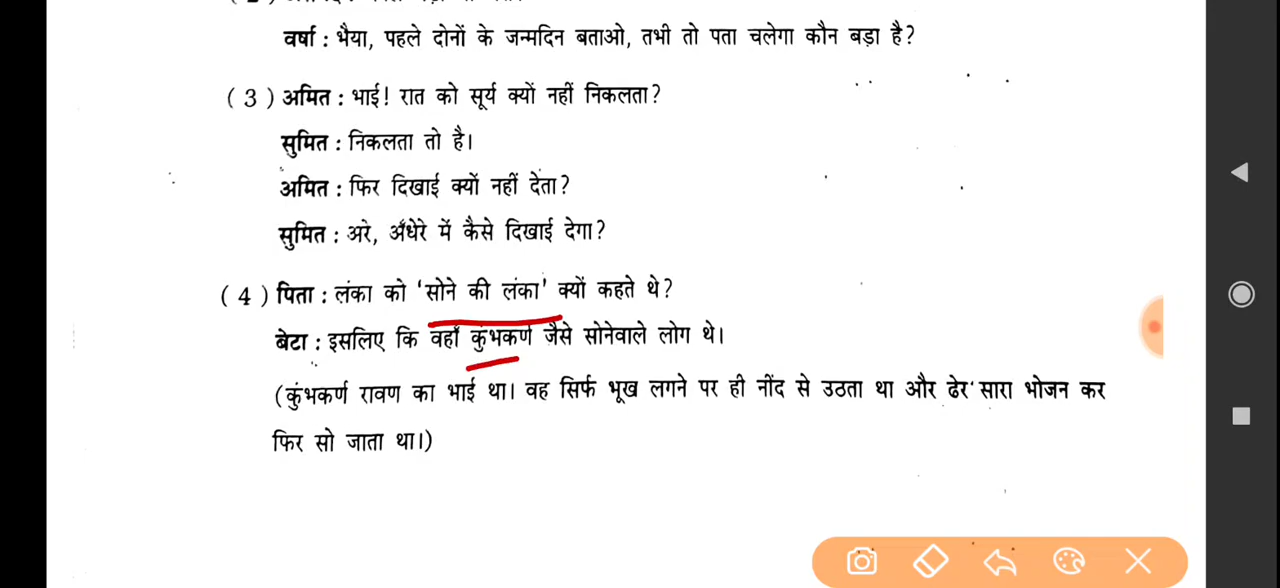 वर्षा : भैया, पहले दोनों के जन्मदिन बताओ, तभी तो पता चलेगा कौन बड़ा है?
( 3 ) अमित : भाई! रात को सूर्य क्यों नहीं निकलता?
सुमित : निकलता तो है।
अमित : फिर दिखाई क्यों नहीं देता?
सुमित : अरे, अँधेरे में कैसे दिखाई देगा?
( 4 ) पिता : लंका को 'सोने की लंका' क्यों कहते थे?
बेटा : इसलिए कि वहाँ कुंभकर्ण जैसे सोनेवाले लोग थे।
(कुंभकर्ण रावण का भाई था। वह सिर्फ भूख लगने पर ही नींद से उठता था और ढेर सारा भोजन कर
फिर सो जाता था।)